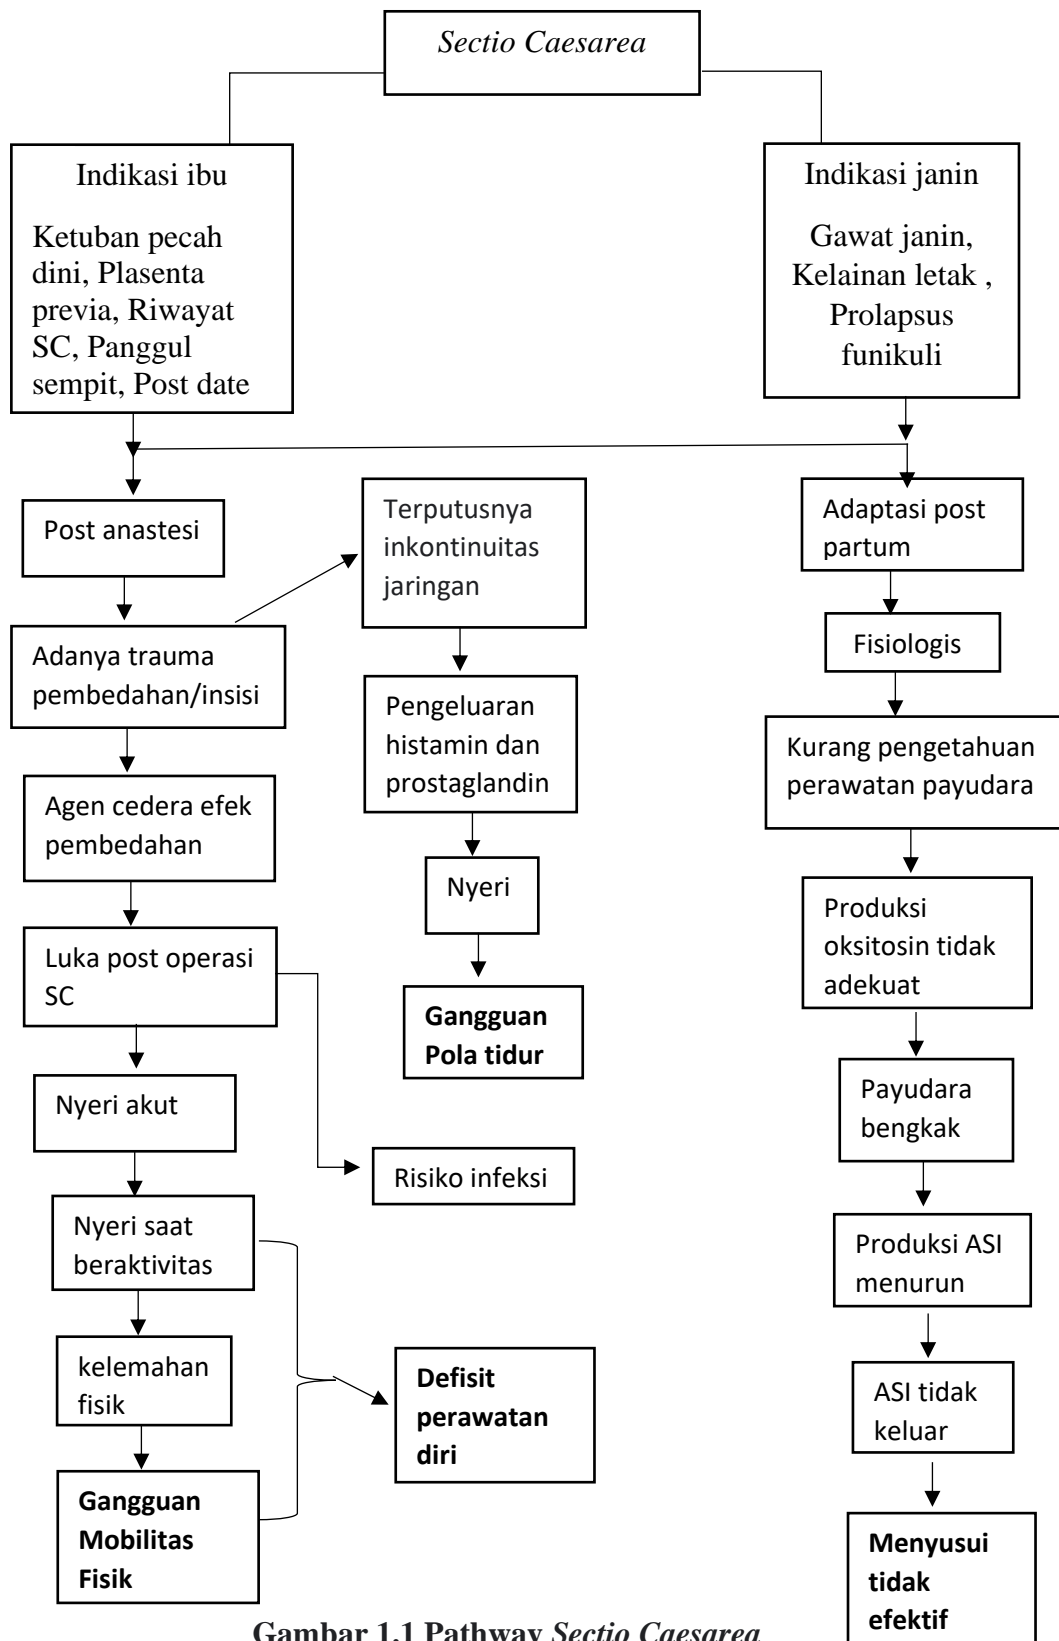 Sectio Caesarea
Indikasi ibu
Ketuban pecah
dini, Plasenta
previa, Riwayat
SC, Panggul
sempit, Post date
Indikasi janin
Gawat janin,
Kelainan letak ,
Prolapsus
funikuli
Post anastesi
Adanya trauma
pembedahan/insisi
Agen cedera efek
pembedahan
Luka post operasi
SC
Nyeri akut
Nyeri saat
beraktivitas
kelemahan
fisik
Gangguan
Mobilitas
Fisik
Terputusnya
inkontinuitas
jaringan
Pengeluaran
histamin dan
prostaglandin
Nyeri
Gangguan
Pola tidur
Risiko infeksi
Defisit
perawatan
diri
Adaptasi post
partum
Fisiologis
Kurang pengetahuan
perawatan payudara
Produksi
oksitosin tidak
adekuat
Payudara
bengkak
Produksi ASI
menurun
ASI tidak
keluar
Menyusui
tidak
efektif
Gambar 1.1 Pathway Sectio Caesarea